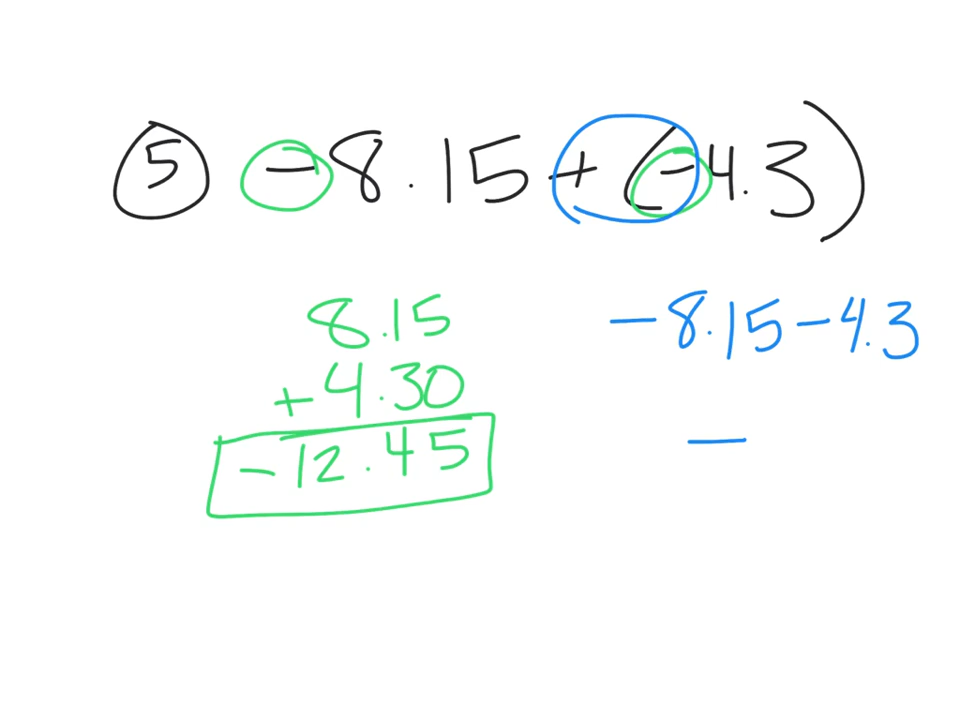 5 -8.15 + (-4.3)
8.15
+ 4.30
-12.45
-8.15 - 4.3
-